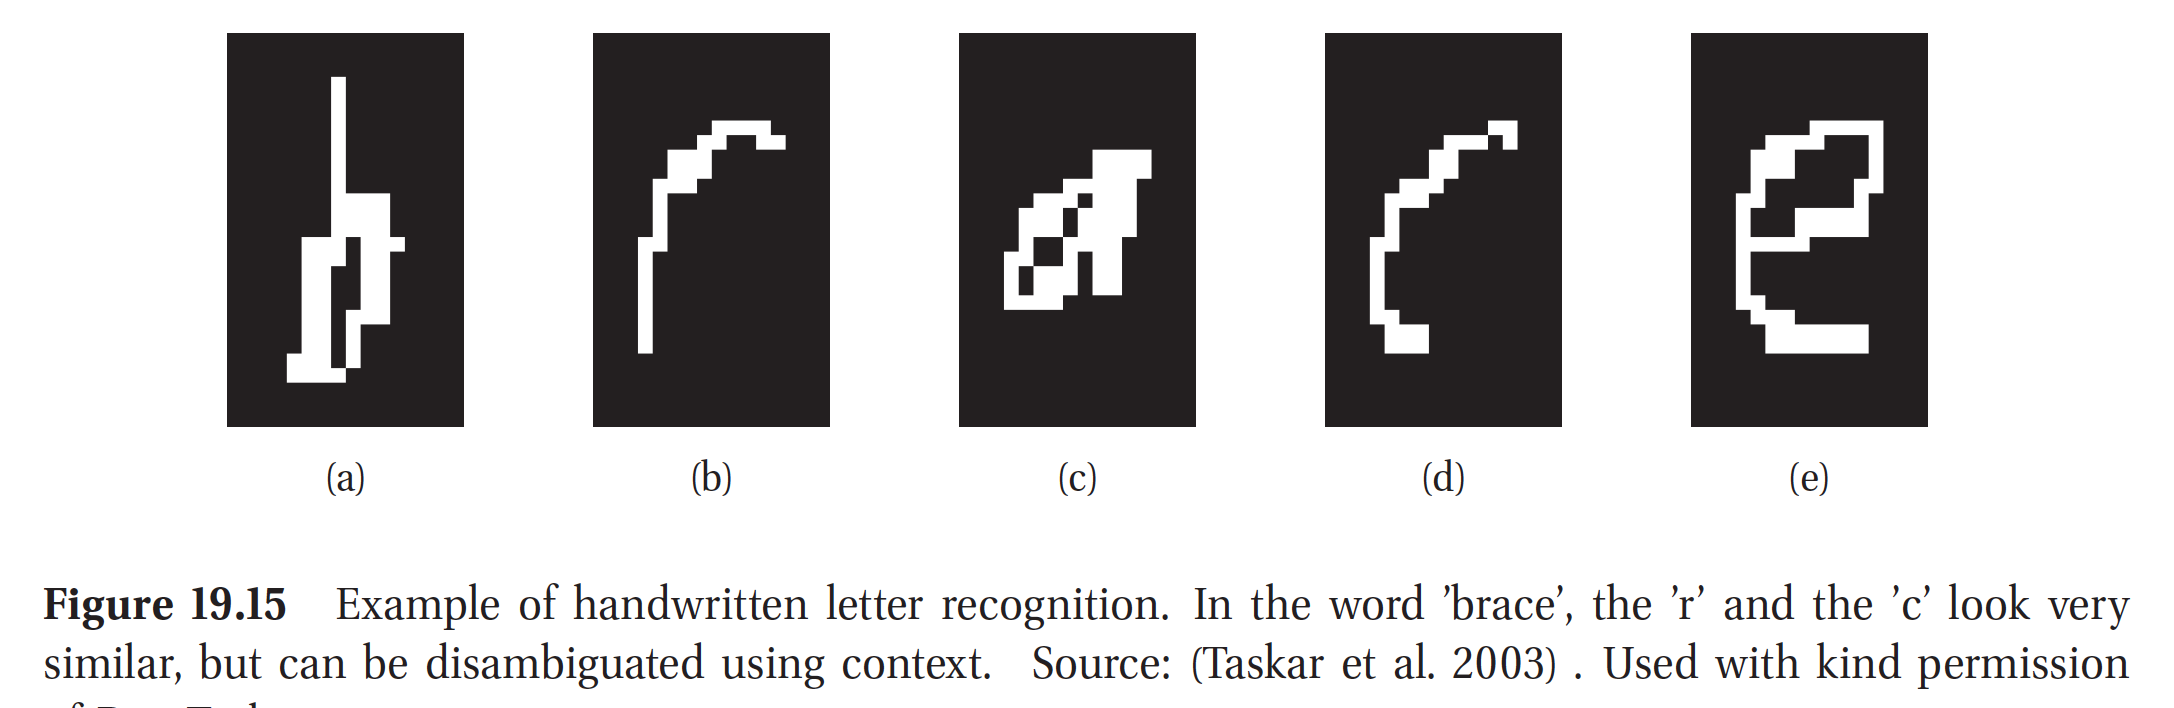 b r a c e
(a) (b) (c) (d) (e)
Figure 19.15 Example of handwritten letter recognition. In the word ’brace’, the ’r’ and the ’c’ look very
similar, but can be disambiguated using context. Source: (Taskar et al. 2003) . Used with kind permission